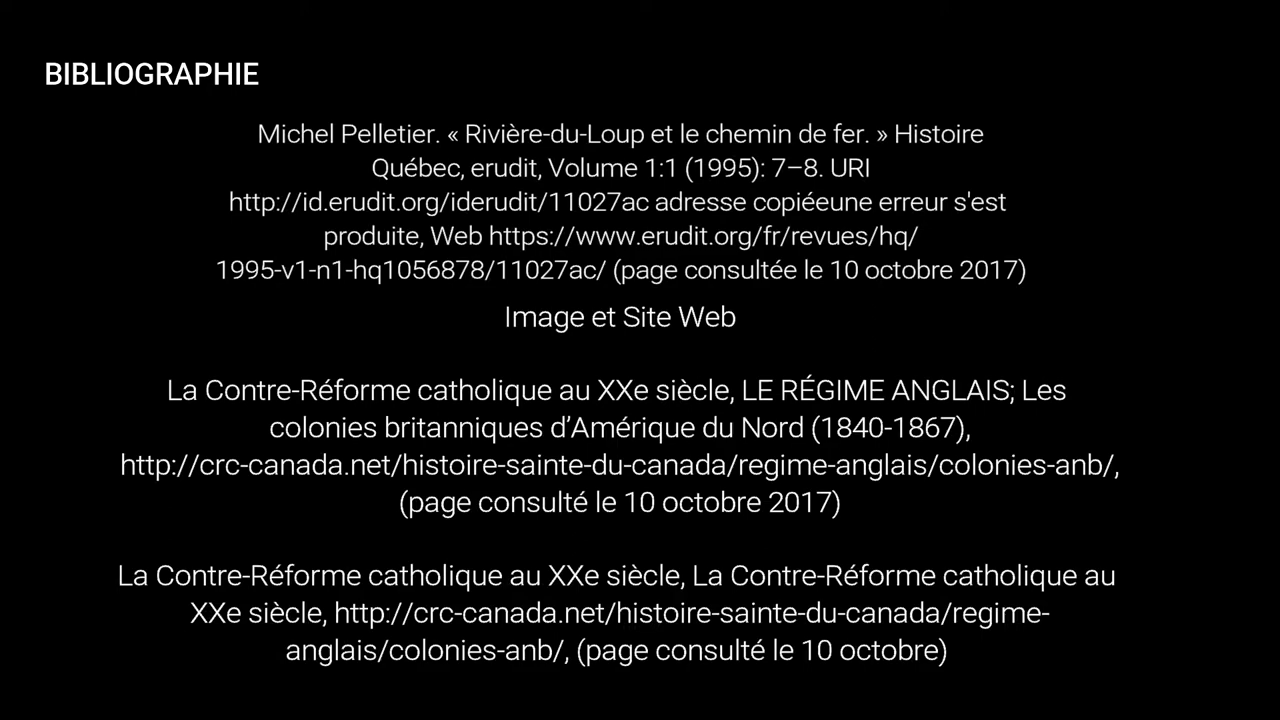 BIBLIOGRAPHIE
Michel Pelletier. « Rivière-du-Loup et le chemin de fer. » Histoire
Québec, erudit, Volume 1:1 (1995): 7–8. URI
http://id.erudit.org/iderudit/11027ac adresse copiéeune erreur s'est
produite, Web https://www.erudit.org/fr/revues/hq/
1995-v1-n1-hq1056878/11027ac/ (page consultée le 10 octobre 2017)
Image et Site Web
La Contre-Réforme catholique au XXe siècle, LE RÉGIME ANGLAIS; Les
colonies britanniques d’Amérique du Nord (1840-1867),
http://crc-canada.net/histoire-sainte-du-canada/regime-anglais/colonies-anb/,
(page consulté le 10 octobre 2017)
La Contre-Réforme catholique au XXe siècle, La Contre-Réforme catholique au
XXe siècle, http://crc-canada.net/histoire-sainte-du-canada/regime-
anglais/colonies-anb/, (page consulté le 10 octobre)